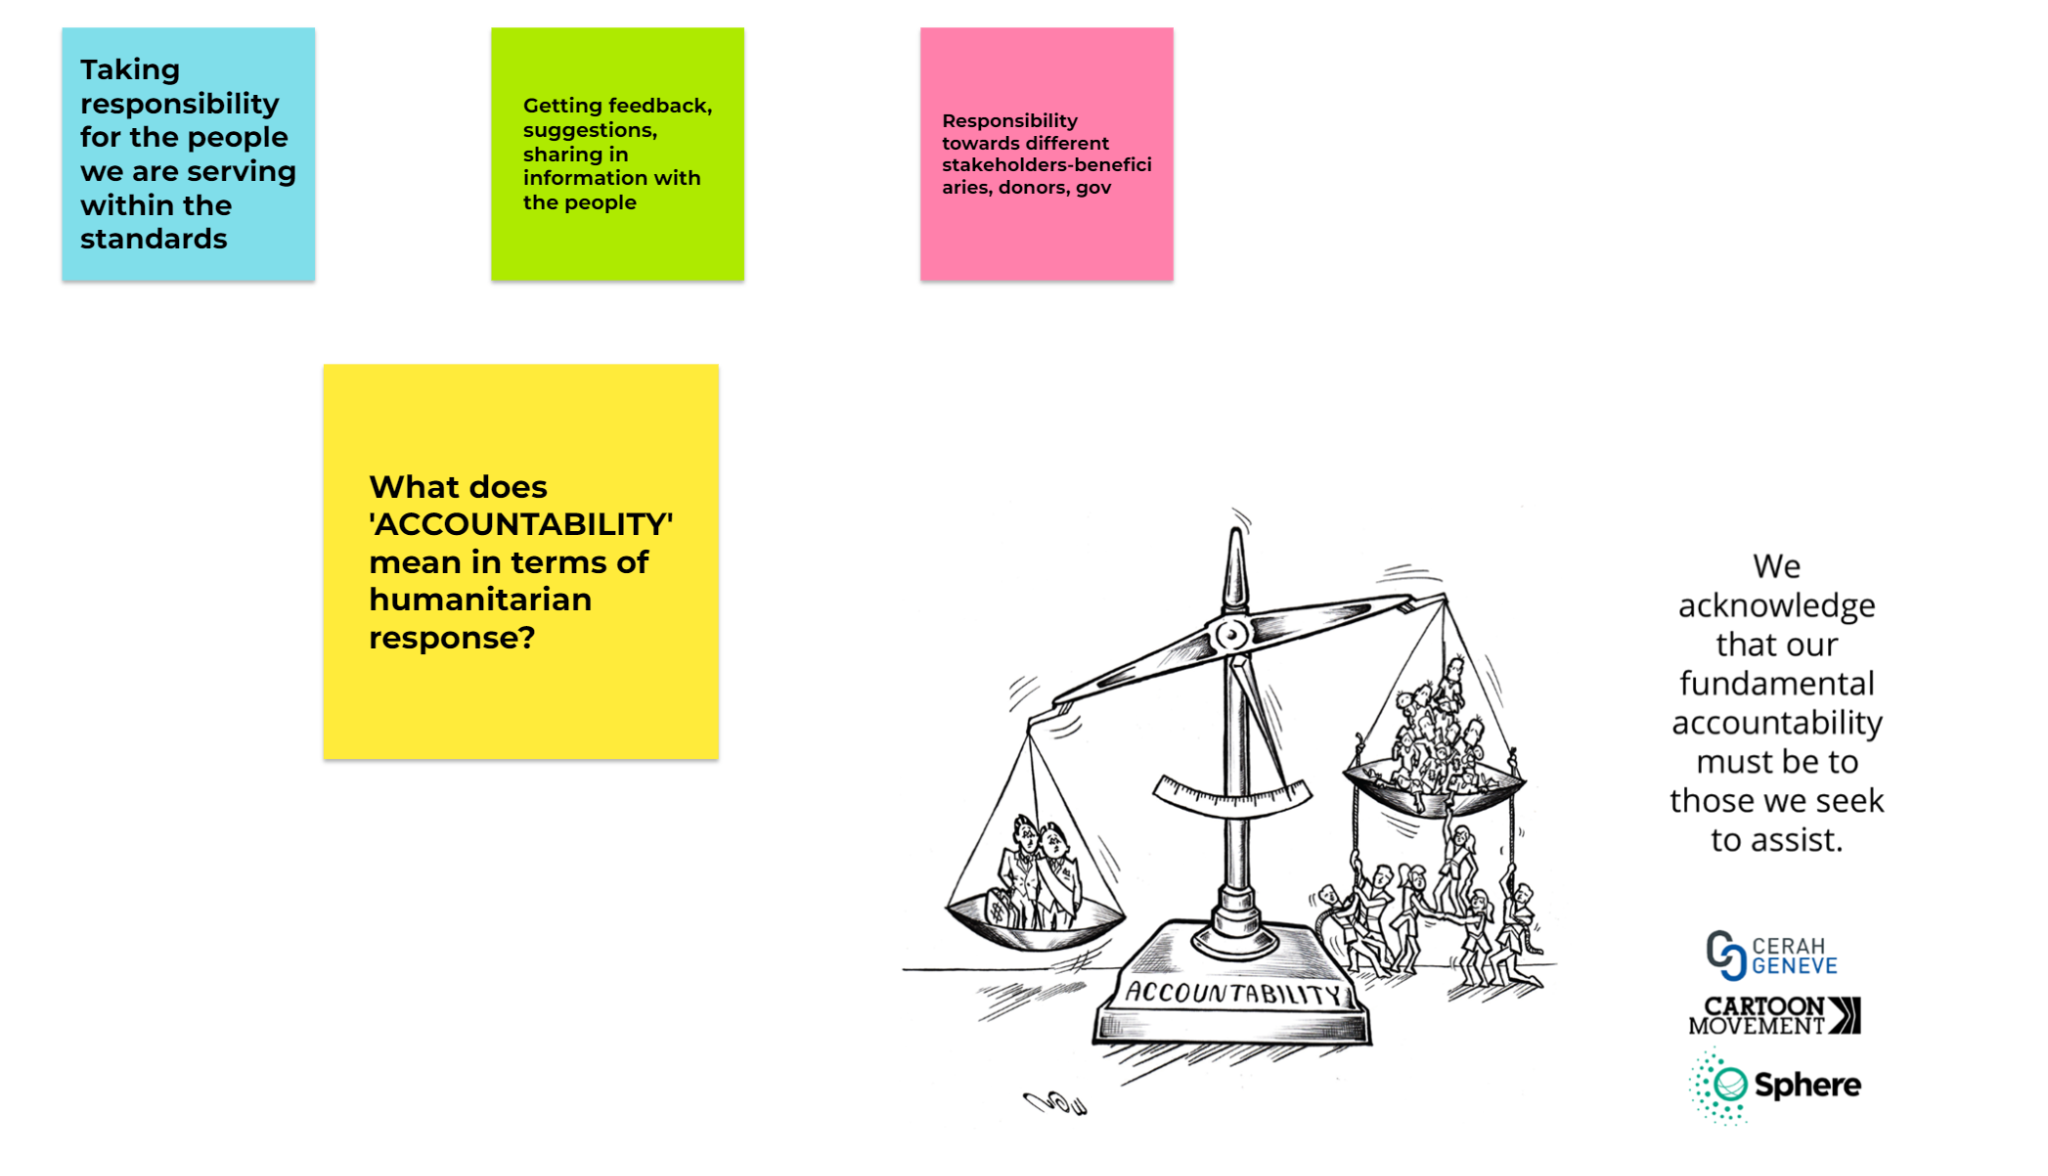 Taking
responsibility
for the people
we are serving
within the
standards
Getting feedback,
suggestions,
sharing in
information with
the people
Responsibility
towards different
stakeholders-benefici
aries, donors, gov
What does
'ACCOUNTABILITY'
mean in terms of
humanitarian
response?
ACCOUNTABILITY
We
acknowledge
that our
fundamental
accountability
must be to
those we seek
to assist.
CERAH
GENEVE
CARTOON
MOVEMENT
Sphere